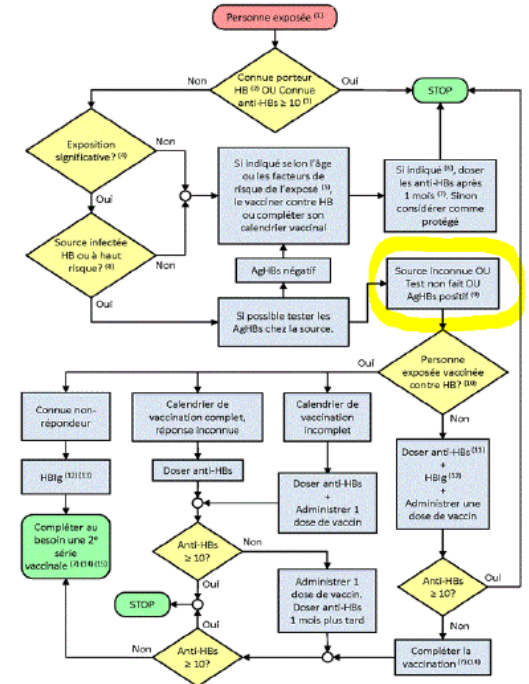 Personne exposée (1)
Non
Connue porteur
HB (2) OU Connue
anti-HBs ≥ 10 (3)
Oui
STOP
Exposition
significative? (4)
Non
Oui
Si indiqué selon l'âge
ou les facteurs de
risque de l'exposé (5),
le vacciner contre HB
ou compléter son
calendrier vaccinal
Si indiqué (6), doser
les anti-HBs après
1 mois (7). Sinon
considérer comme
protégé
Source infectée
HB ou à haut
risque? (8)
Non
Oui
AgHBs négatif
Si possible tester les
AgHBs chez la source.
Source inconnue OU
Test non fait OU
AgHBs positif (9)
Oui
Personne
exposée vaccinée
contre HB? (10)
Non
Connue non-
répondeur
Calendrier de
vaccination complet,
réponse inconnue
Calendrier de
vaccination
incomplet
HBIg (12) (13)
Doser anti-HBs
Doser anti-HBs
+
Administrer 1
dose de vaccin
Doser anti-HBs (11)
+
HBIg (12)
+
Administrer une
dose de vaccin
Compléter au
besoin une 2e
série
vaccinale (7) (14) (15)
Anti-HBs
≥ 10?
Non
Oui
Administrer 1
dose de vaccin.
Doser anti-HBs
1 mois plus tard
Anti-HBs
≥ 10?
Oui
Non
STOP
Oui
Non
Anti-HBs
≥ 10?
Compléter la
vaccination (7) (14)